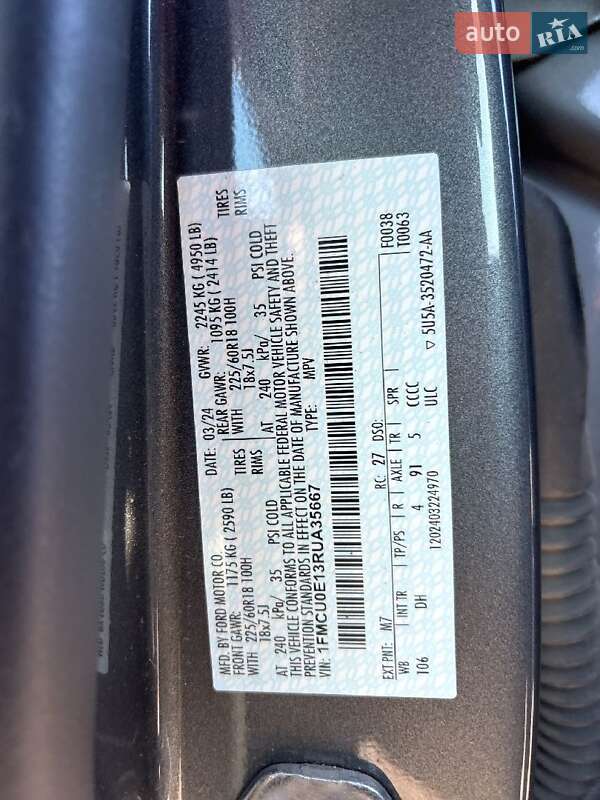 auto RIA .com
MFD. BY FORD MOTOR CO. DATE: 03/24 GVWR: 2245 KG ( 4950 LB)
FRONT GAWR: 1175 KG ( 2590 LB) REAR GAWR: 1095 KG ( 2414 LB)
WITH 225/60R18 100H TIRES WITH 225/60R18 100H TIRES
18x7.5J RIMS 18x7.5J RIMS
AT 240 kPa/ 35 PSI COLD AT 240 kPa/ 35 PSI COLD
THIS VEHICLE CONFORMS TO ALL APPLICABLE FEDERAL MOTOR VEHICLE SAFETY AND THEFT
PREVENTION STANDARDS IN EFFECT ON THE DATE OF MANUFACTURE SHOWN ABOVE.
VIN: 1FMCU0E13RUA35667 TYPE: MPV
EXT PNT: M7 RC: 27 DSO: F0038
WB INT TR TP/PS R AXLE TR SPR T0063
106 DH 4 91 5 CCCC
1202403224970 ULC ▽ 5U5A-3520472-AA